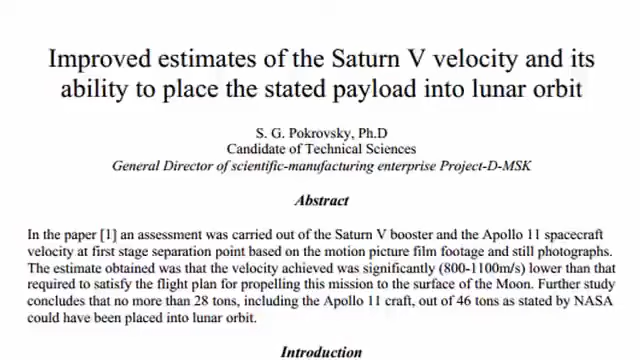 Improved estimates of the Saturn V velocity and its
ability to place the stated payload into lunar orbit
S. G. Pokrovsky, Ph.D
Candidate of Technical Sciences
General Director of scientific-manufacturing enterprise Project-D-MSK
Abstract
In the paper [1] an assessment was carried out of the Saturn V booster and the Apollo 11 spacecraft
velocity at first stage separation point based on the motion picture film footage and still photographs.
The estimate obtained was that the velocity achieved was significantly (800-1100m/s) lower than that
required to satisfy the flight plan for propelling this mission to the surface of the Moon. Further study
concludes that no more than 28 tons, including the Apollo 11 craft, out of 46 tons as stated by NASA
could have been placed into lunar orbit.
Introduction